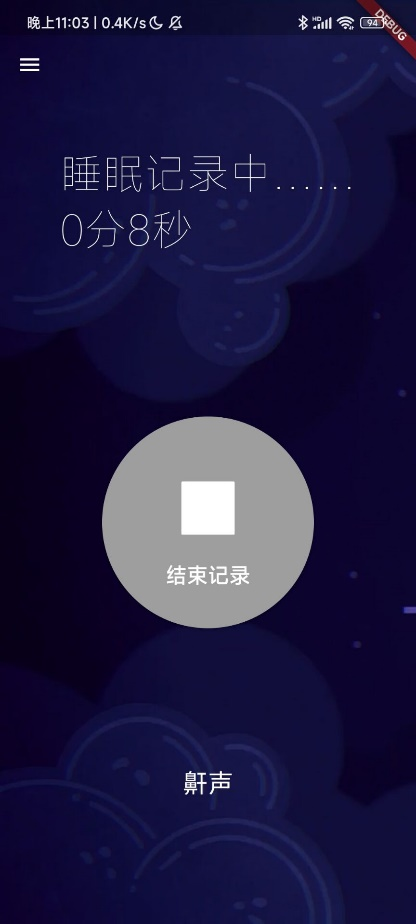 晚上11:03 | 0.4K/s
HD
94
DEBUG
睡眠记录中......
0分8秒
结束记录
鼾声